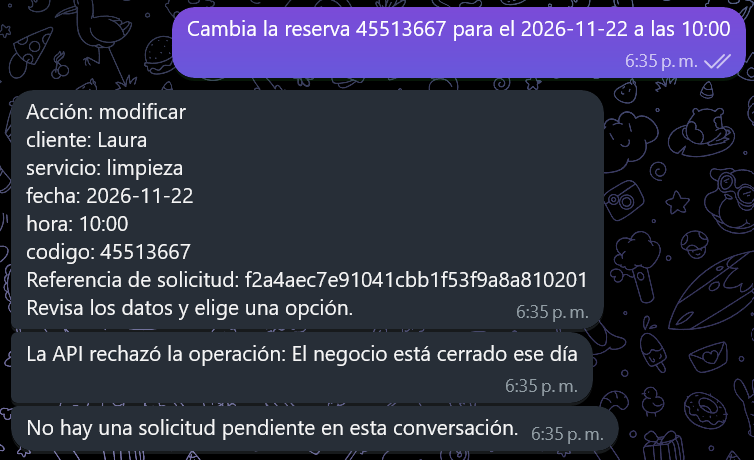 Cambia la reserva 45513667 para el 2026-11-22 a las 10:00
6:35 p. m.
Acción: modificar
cliente: Laura
servicio: limpieza
fecha: 2026-11-22
hora: 10:00
codigo: 45513667
Referencia de solicitud: f2a4aec7e91041cbb1f53f9a8a810201
Revisa los datos y elige una opción.
6:35 p. m.
La API rechazó la operación: El negocio está cerrado ese día
6:35 p. m.
No hay una solicitud pendiente en esta conversación.
6:35 p. m.